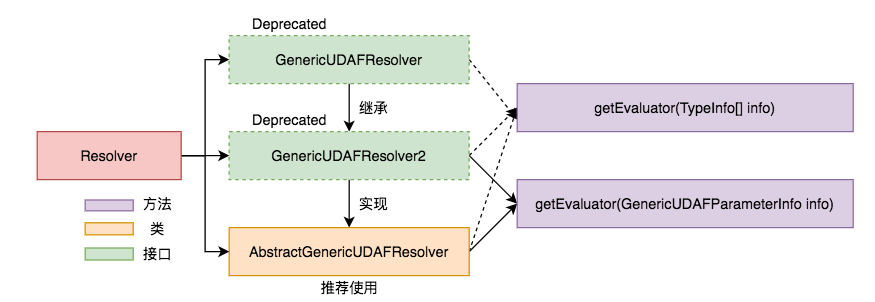 Deprecated
GenericUDAFResolver
继承
getEvaluator(TypeInfo[] info)
Deprecated
Resolver
GenericUDAFResolver2
方法
实现
getEvaluator(GenericUDAFParameterInfo info)
类
接口
AbstractGenericUDAFResolver
推荐使用